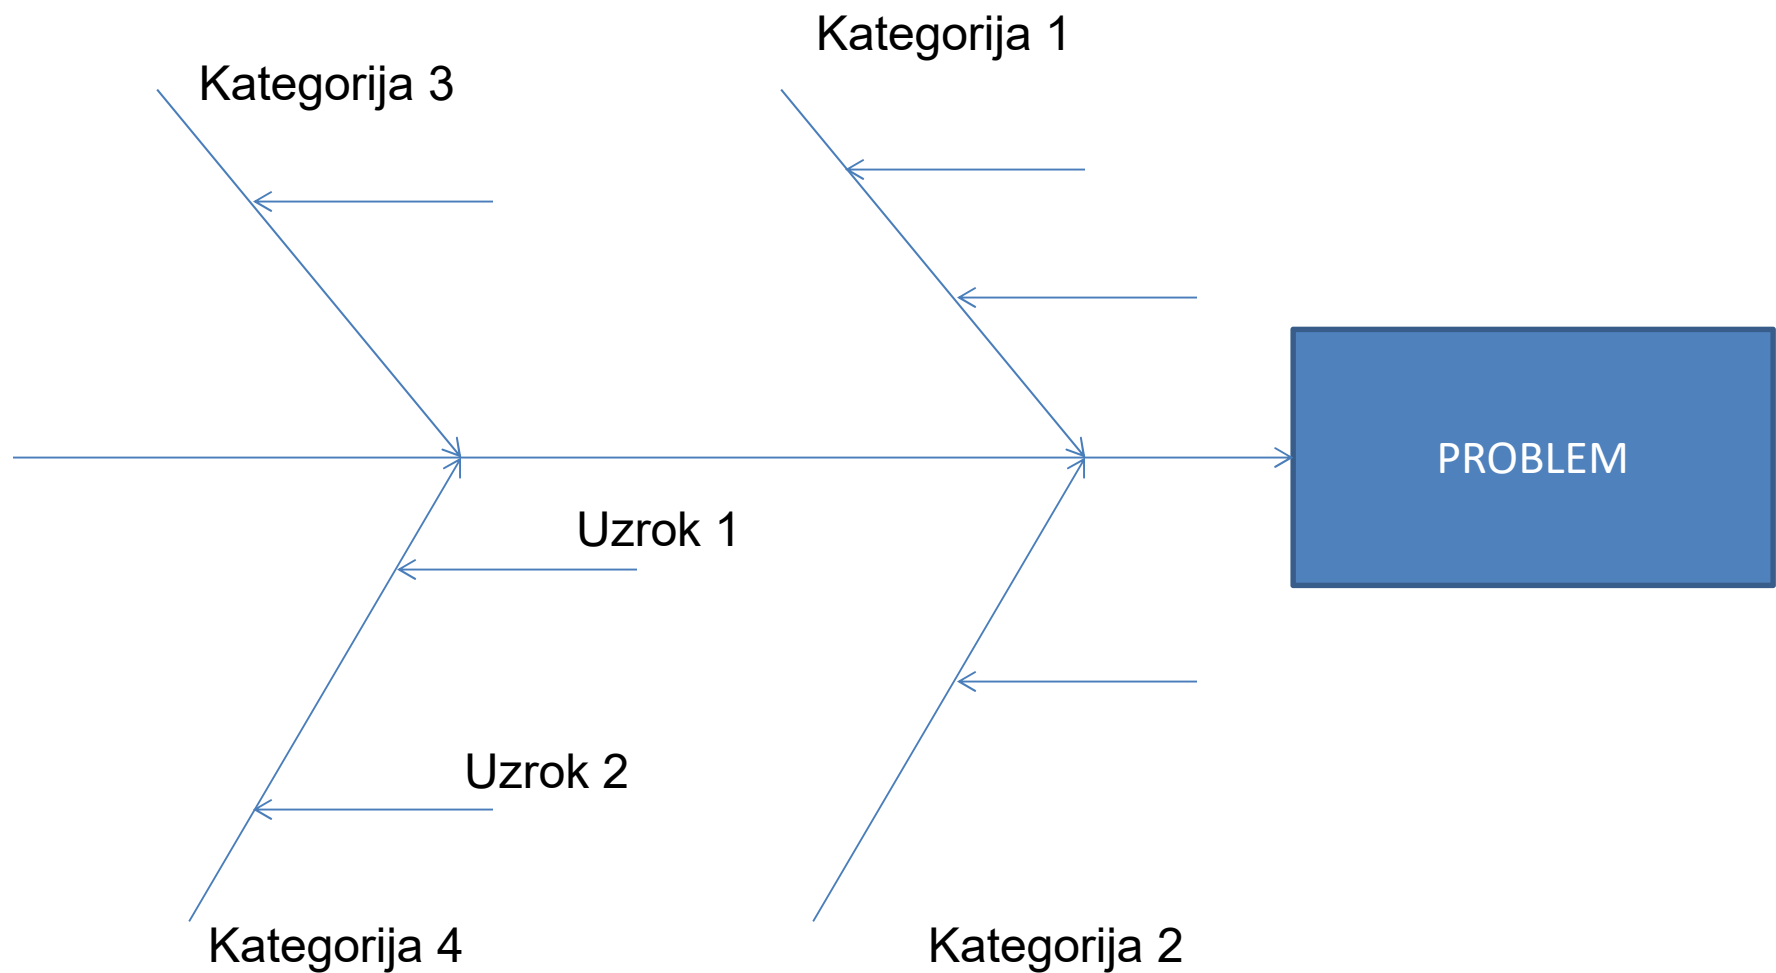 Kategorija 1
Kategorija 3
PROBLEM
Uzrok 1
Uzrok 2
Kategorija 4
Kategorija 2